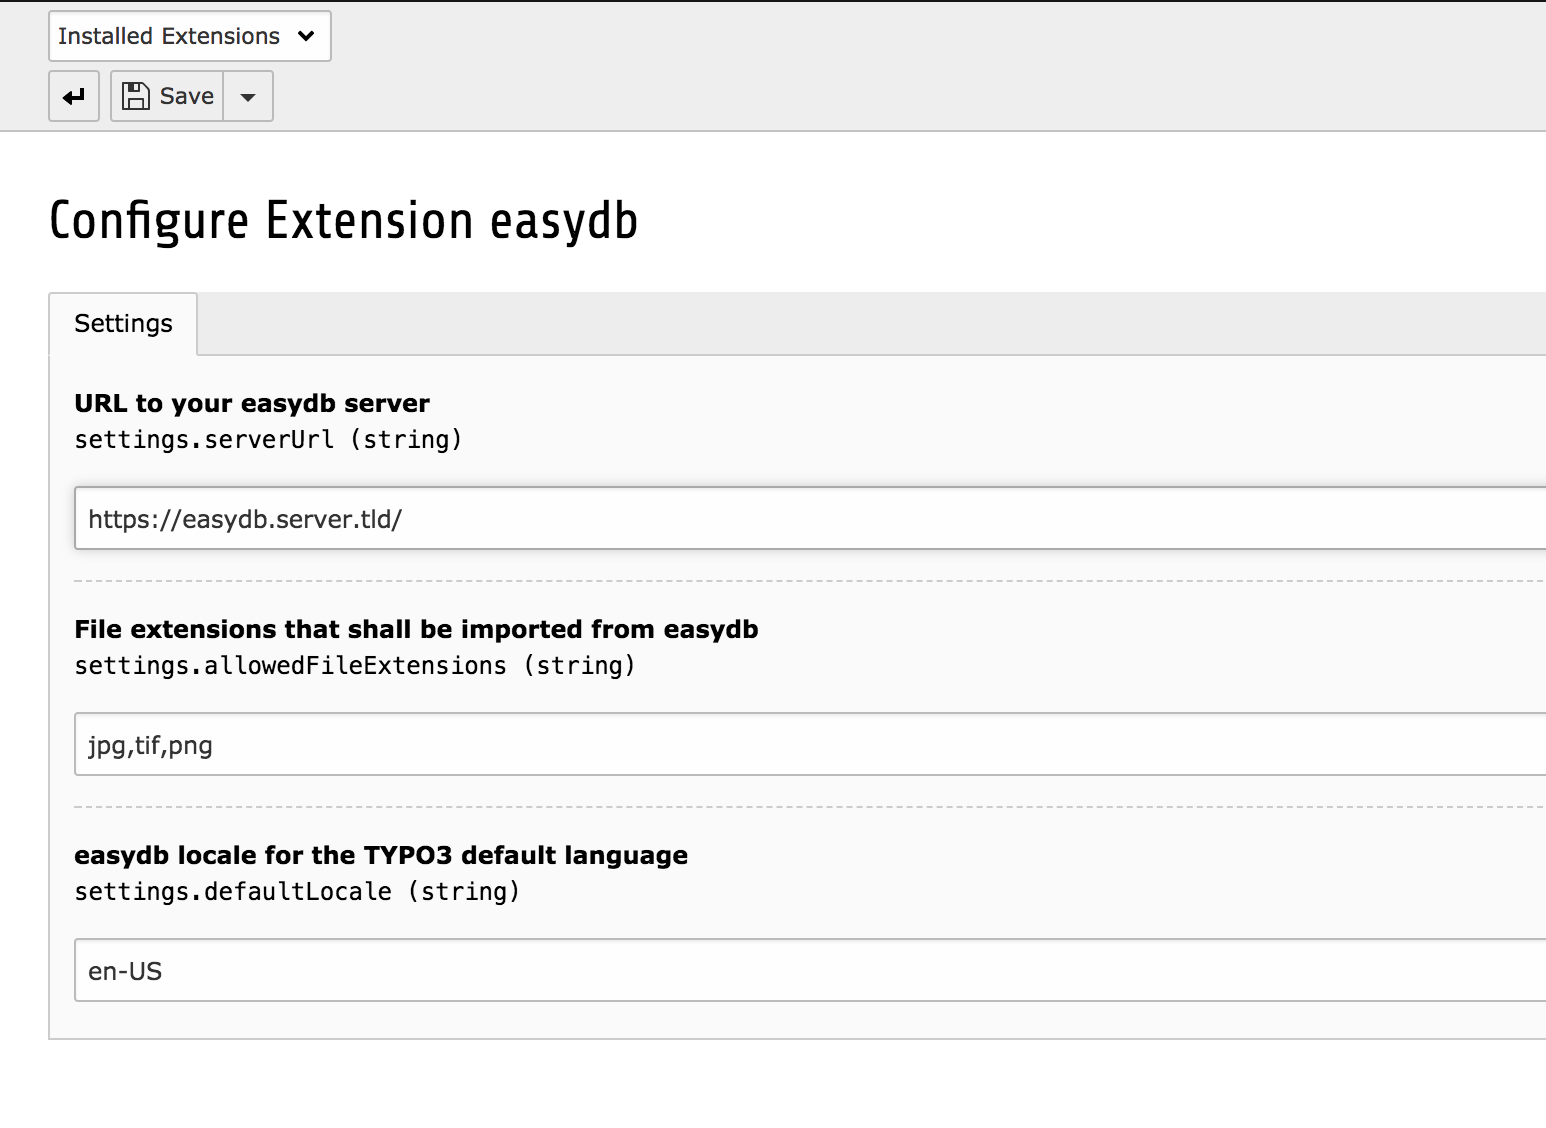 Installed Extensions
Save
Configure Extension easydb
Settings
URL to your easydb server
settings.serverUrl (string)
https://easydb.server.tld/
File extensions that shall be imported from easydb
settings.allowedFileExtensions (string)
jpg,tif,png
easydb locale for the TYPO3 default language
settings.defaultLocale (string)
en-US